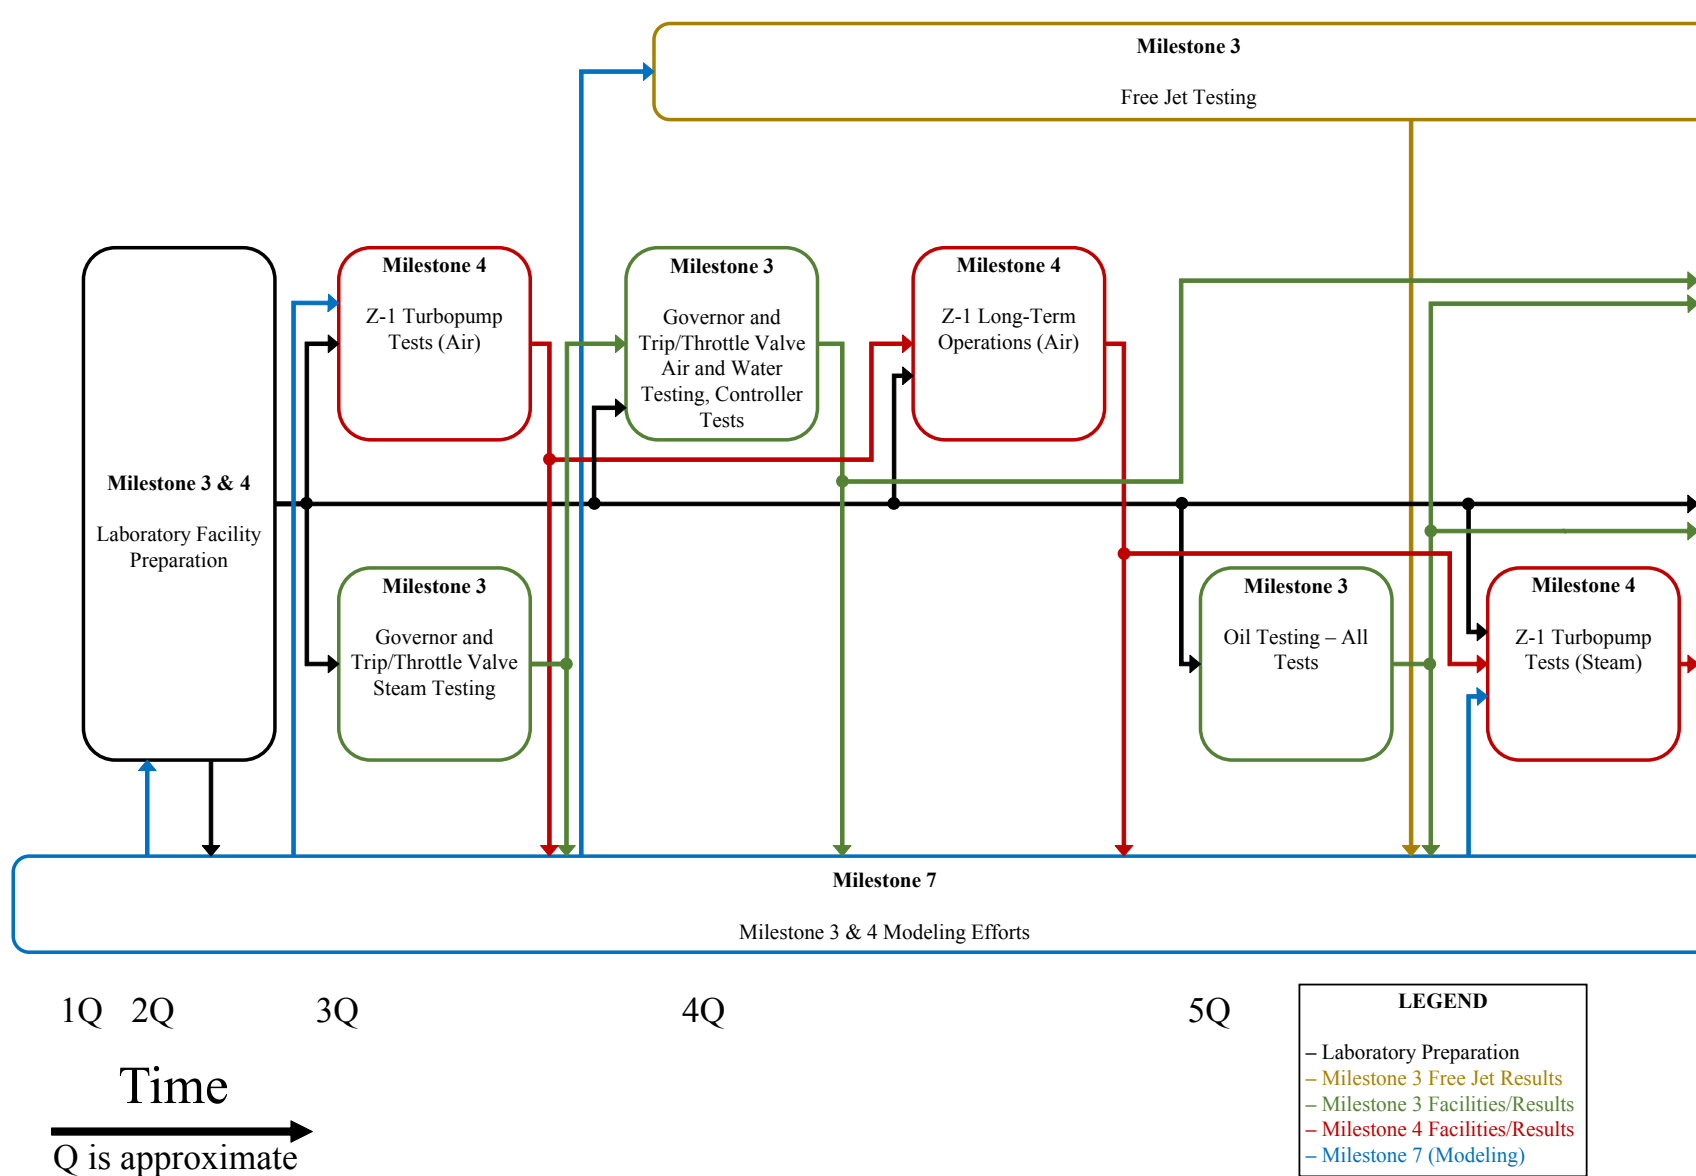 Milestone 3
Free Jet Testing
Milestone 3 & 4
Laboratory Facility
Preparation
Milestone 4
Z-1 Turbopump
Tests (Air)
Milestone 3
Governor and
Trip/Throttle Valve
Air and Water
Testing, Controller
Tests
Milestone 4
Z-1 Long-Term
Operations (Air)
Milestone 3
Governor and
Trip/Throttle Valve
Steam Testing
Milestone 3
Oil Testing – All
Tests
Milestone 4
Z-1 Turbopump
Tests (Steam)
Milestone 7
Milestone 3 & 4 Modeling Efforts
1Q 2Q 3Q 4Q 5Q
Time
Q is approximate
LEGEND
– Laboratory Preparation
– Milestone 3 Free Jet Results
– Milestone 3 Facilities/Results
– Milestone 4 Facilities/Results
– Milestone 7 (Modeling)